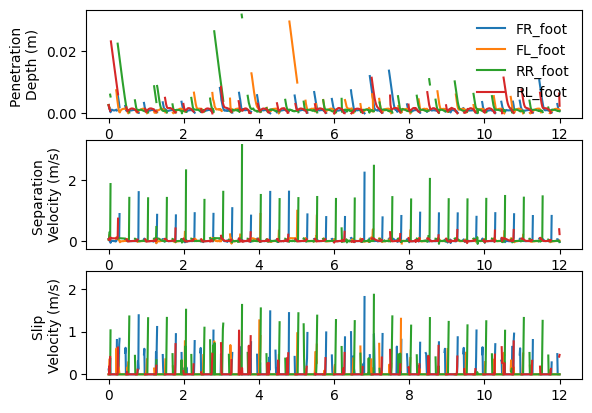 Penetration
Depth (m)
0.02
0.00
FR_foot
FL_foot
RR_foot
RL_foot
0 2 4 6 8 10 12
Separation
Velocity (m/s)
2
0
0 2 4 6 8 10 12
Slip
Velocity (m/s)
2
1
0
0 2 4 6 8 10 12